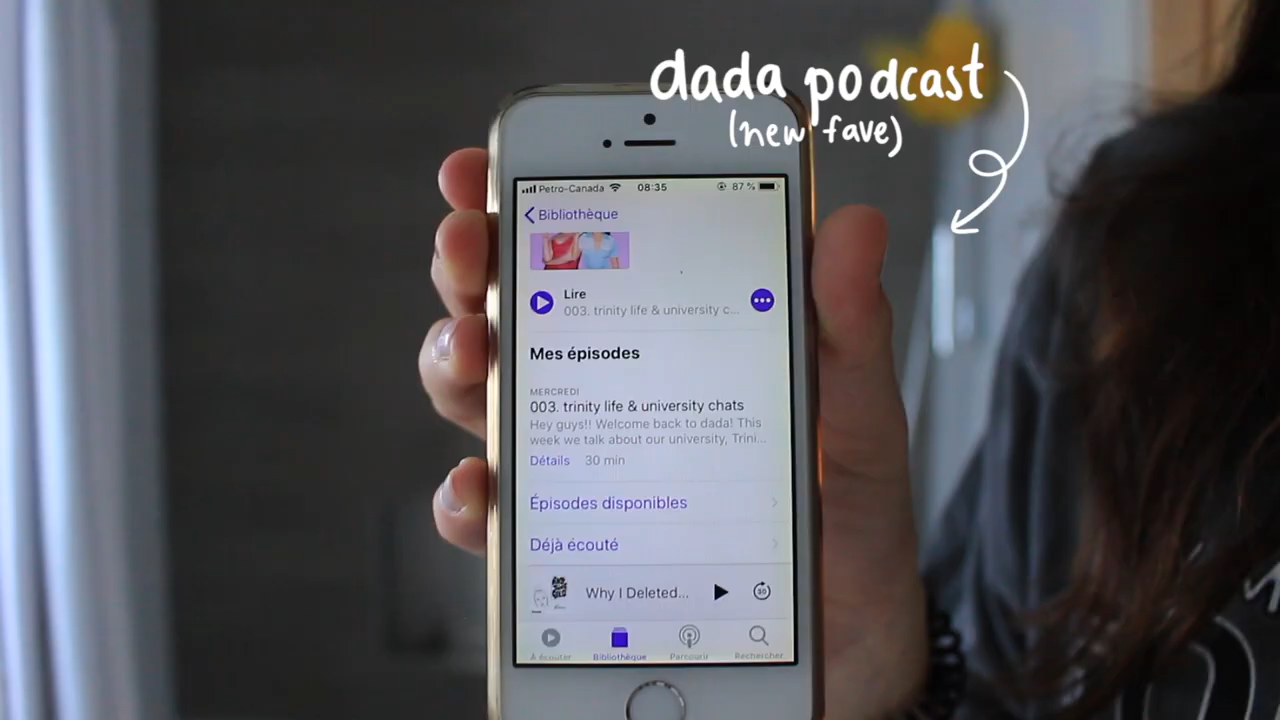 dada podcast
(new fave)
Petro-Canada 08:35 87 %
Bibliothèque
Lire
003. trinity life & university c...
Mes épisodes
MERCREDI
003. trinity life & university chats
Hey guys!! Welcome back to dada! This
week we talk about our university, Trini...
Détails 30 min
Épisodes disponibles
Déjà écouté
Why I Deleted... 30
À écouter Bibliothèque Parcourir Rechercher